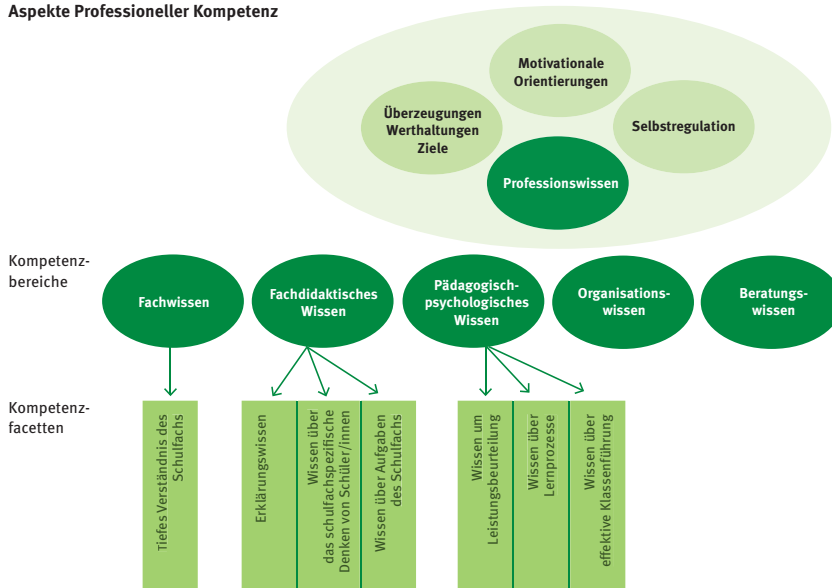 Aspekte Professioneller Kompetenz
Motivationale
Orientierungen
Überzeugungen
Werthaltungen
Ziele
Selbstregulation
Professionswissen
Kompetenz-
bereiche
Fachwissen
Fachdidaktisches
Wissen
Pädagogisch-
psychologisches
Wissen
Organisations-
wissen
Beratungs-
wissen
Kompetenz-
facetten
Tiefes Verständnis des
Schulfachs
Erklärungswissen
Wissen über
das schulfachspezifische
Denken von Schüler/innen
Wissen über Aufgaben
des Schulfachs
Wissen um
Leistungsbeurteilung
Wissen über
Lernprozesse
Wissen über
effektive Klassenführung